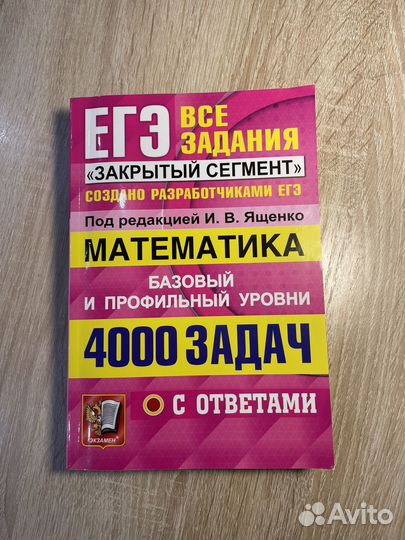 ЕГЭ ВСЕ ЗАДАНИЯ
«ЗАКРЫТЫЙ СЕГМЕНТ»
СОЗДАНО РАЗРАБОТЧИКАМИ ЕГЭ
Под редакцией И. В. Ященко
МАТЕМАТИКА
БАЗОВЫЙ
И ПРОФИЛЬНЫЙ УРОВНИ
4000 ЗАДАЧ
С ОТВЕТАМИ
ЭКЗАМЕН
Avito